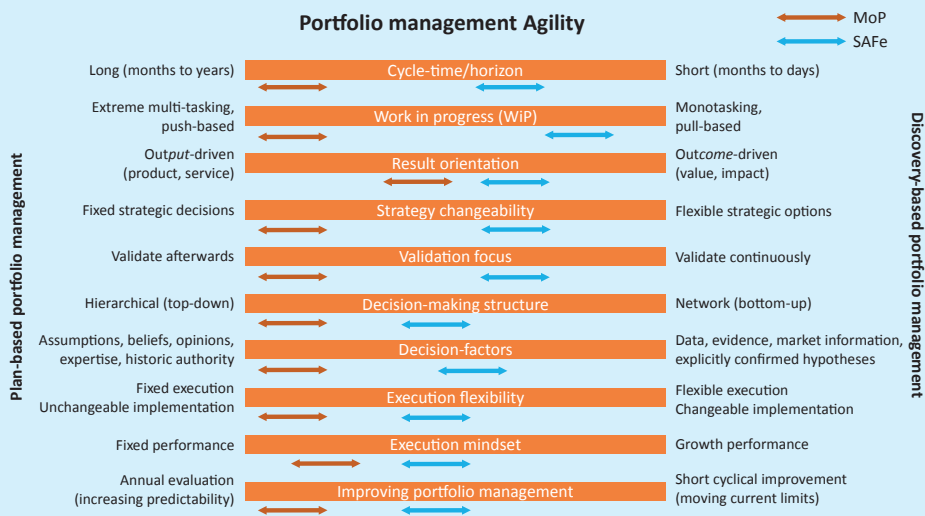 Portfolio management Agility
MoP
SAFe
Plan-based portfolio management
Discovery-based portfolio management
Long (months to years)
Cycle-time/horizon
Short (months to days)
Extreme multi-tasking,
push-based
Work in progress (WiP)
Monotasking,
pull-based
Output-driven
(product, service)
Result orientation
Outcome-driven
(value, impact)
Fixed strategic decisions
Strategy changeability
Flexible strategic options
Validate afterwards
Validation focus
Validate continuously
Hierarchical (top-down)
Decision-making structure
Network (bottom-up)
Assumptions, beliefs, opinions,
expertise, historic authority
Decision-factors
Data, evidence, market information,
explicitly confirmed hypotheses
Fixed execution
Unchangeable implementation
Execution flexibility
Flexible execution
Changeable implementation
Fixed performance
Execution mindset
Growth performance
Annual evaluation
(increasing predictability)
Improving portfolio management
Short cyclical improvement
(moving current limits)